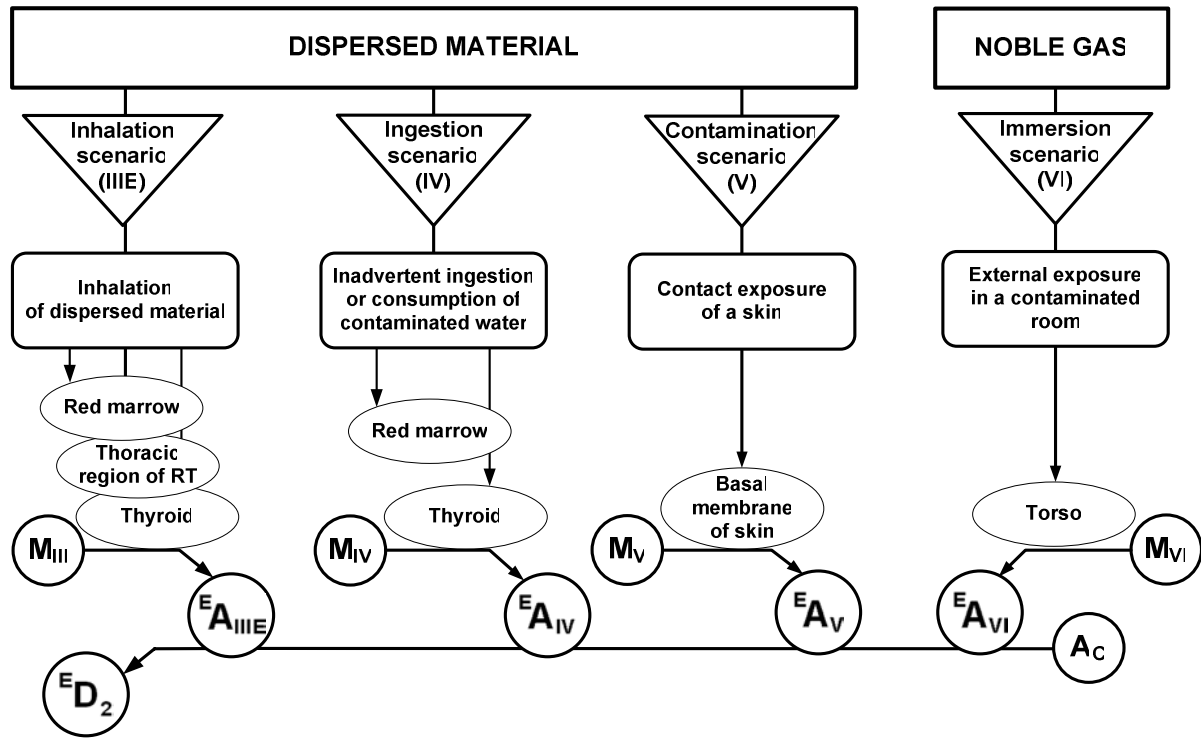 DISPERSED MATERIAL
NOBLE GAS
Inhalation
scenario
(IIIE)
Ingestion
scenario
(IV)
Contamination
scenario
(V)
Immersion
scenario
(VI)
Inhalation
of dispersed material
Inadvertent ingestion
or consumption of
contaminated water
Contact exposure
of a skin
External exposure
in a contaminated
room
Red marrow
Thoracic
region of RT
Thyroid
Red marrow
Thyroid
Basal
membrane
of skin
Torso
MIII
MIV
MV
MVI
EAIIIE
EAIV
EAV
EAVI
AC
ED2